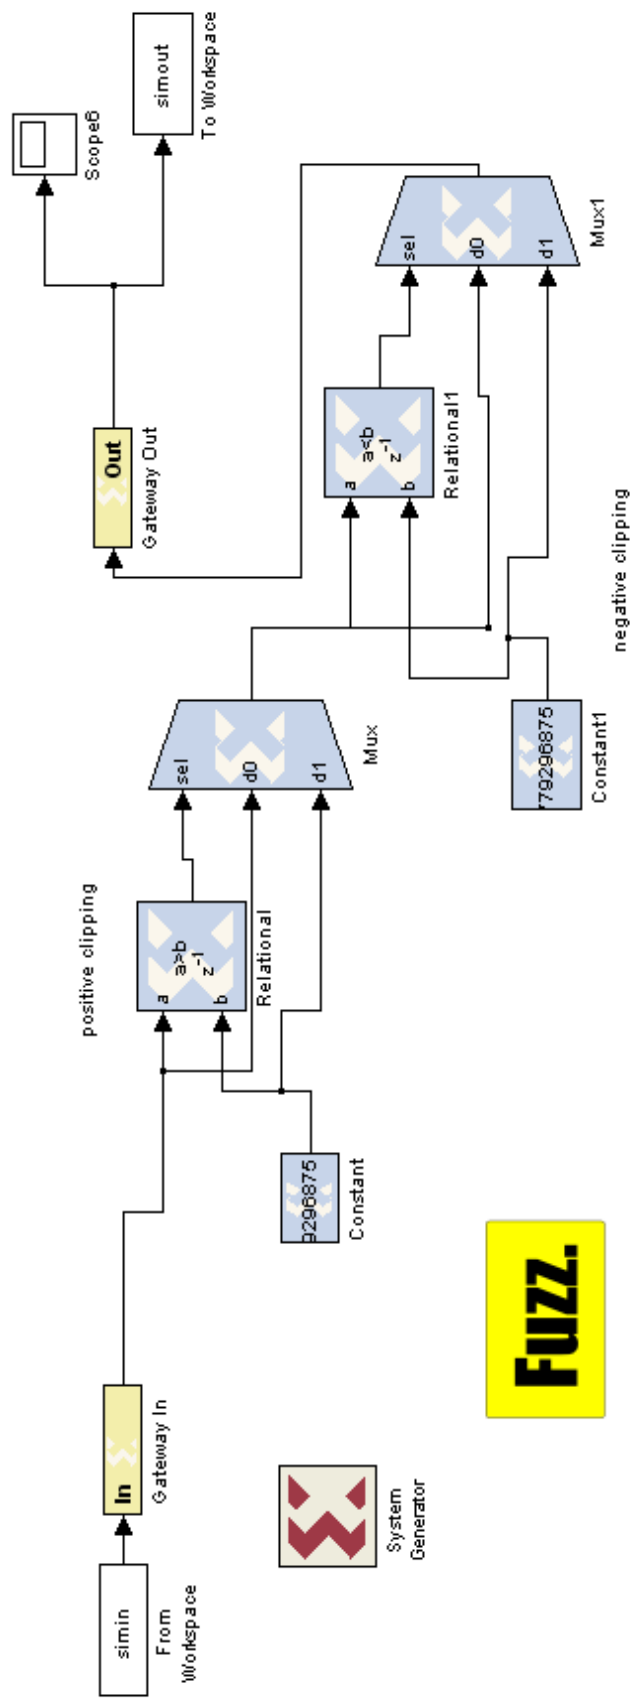 simin
From
Workspace
In
Gateway In
System
Generator
Fuzz.
9296875
Constant
positive clipping
a
b
a>b
z-1
Relational
sel
d0
d1
Mux
779296875
Constant1
negative clipping
a
b
a<b
z-1
Relational1
sel
d0
d1
Mux1
Out
Gateway Out
Scope6
simout
To Workspace